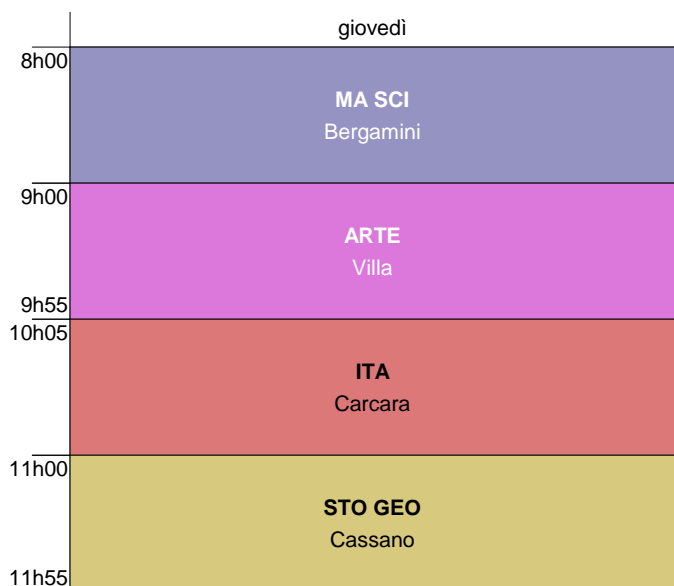 giovedì
8h00
MA SCI
Bergamini
9h00
ARTE
Villa
9h55
10h05
ITA
Carcara
11h00
STO GEO
Cassano
11h55